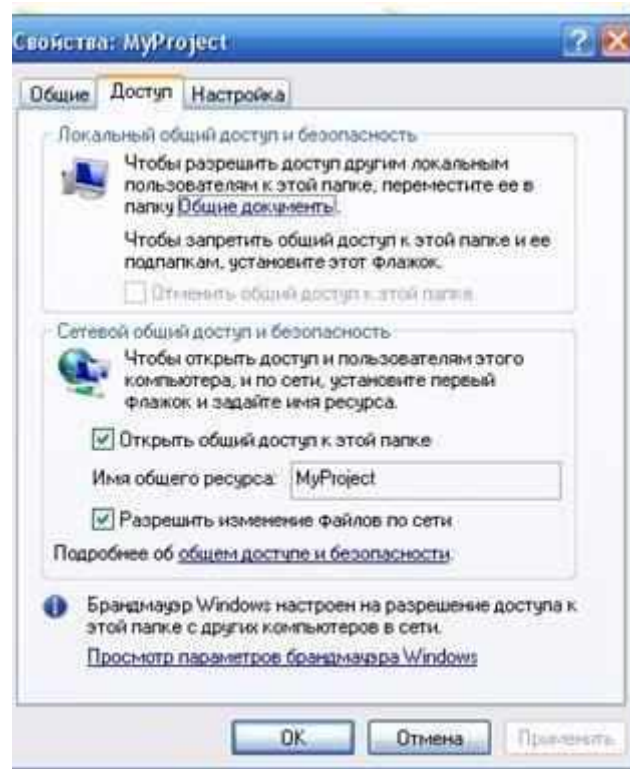 Свойства: MyProject
Общие Доступ Настройка
Локальный общий доступ и безопасность
Чтобы разрешить доступ другим локальным
пользователям к этой папке, переместите ее в
папку Общие документы.
Чтобы запретить общий доступ к этой папке и ее
подпапкам, установите этот флажок.
Отменить общий доступ к этой папке
Сетевой общий доступ и безопасность
Чтобы открыть доступ и пользователям этого
компьютера, и по сети, установите первый
флажок и задайте имя ресурса.
Открыть общий доступ к этой папке
Имя общего ресурса: MyProject
Разрешить изменение файлов по сети
Подробнее об общем доступе и безопасности.
Брандмауэр Windows настроен на разрешение доступа к
этой папке с других компьютеров в сети.
Просмотр параметров брандмауэра Windows
OK Отмена Применить